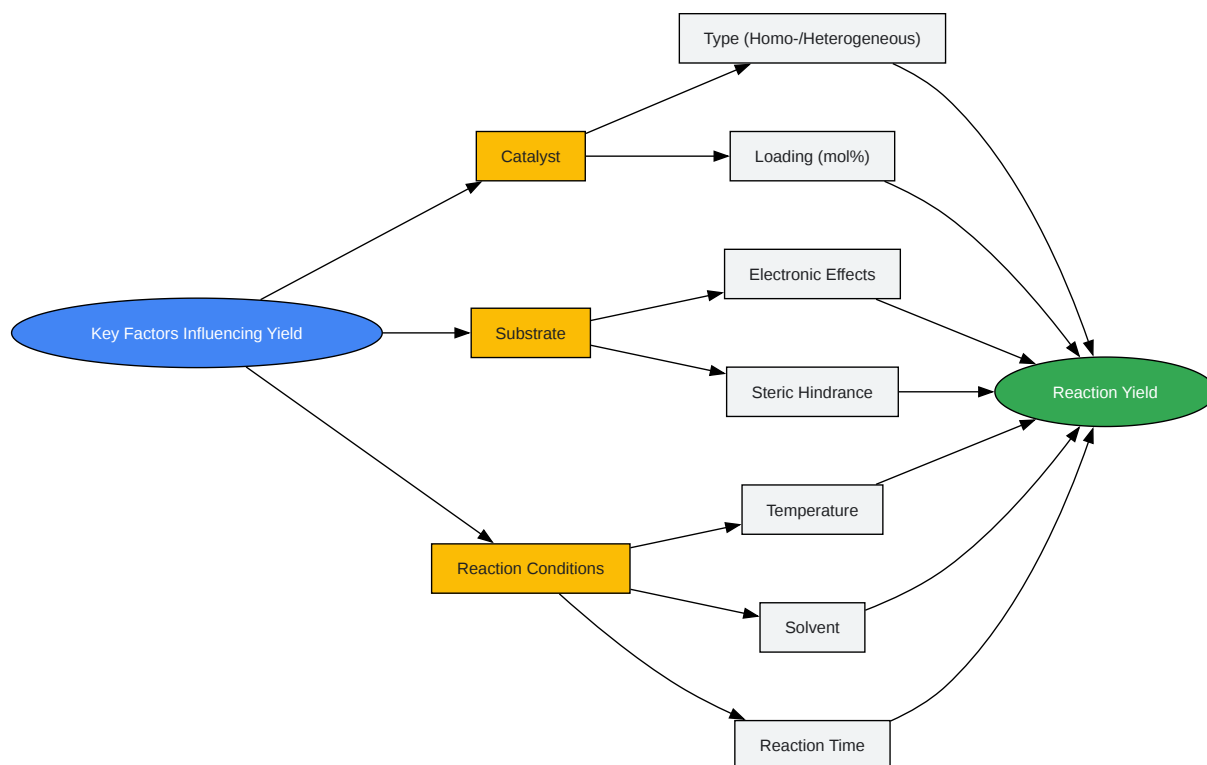 Type (Homo-/Heterogeneous)
Catalyst
Loading (mol%)
Electronic Effects
Key Factors Influencing Yield
Substrate
Steric Hindrance
Reaction Yield
Temperature
Reaction Conditions
Solvent
Reaction Time